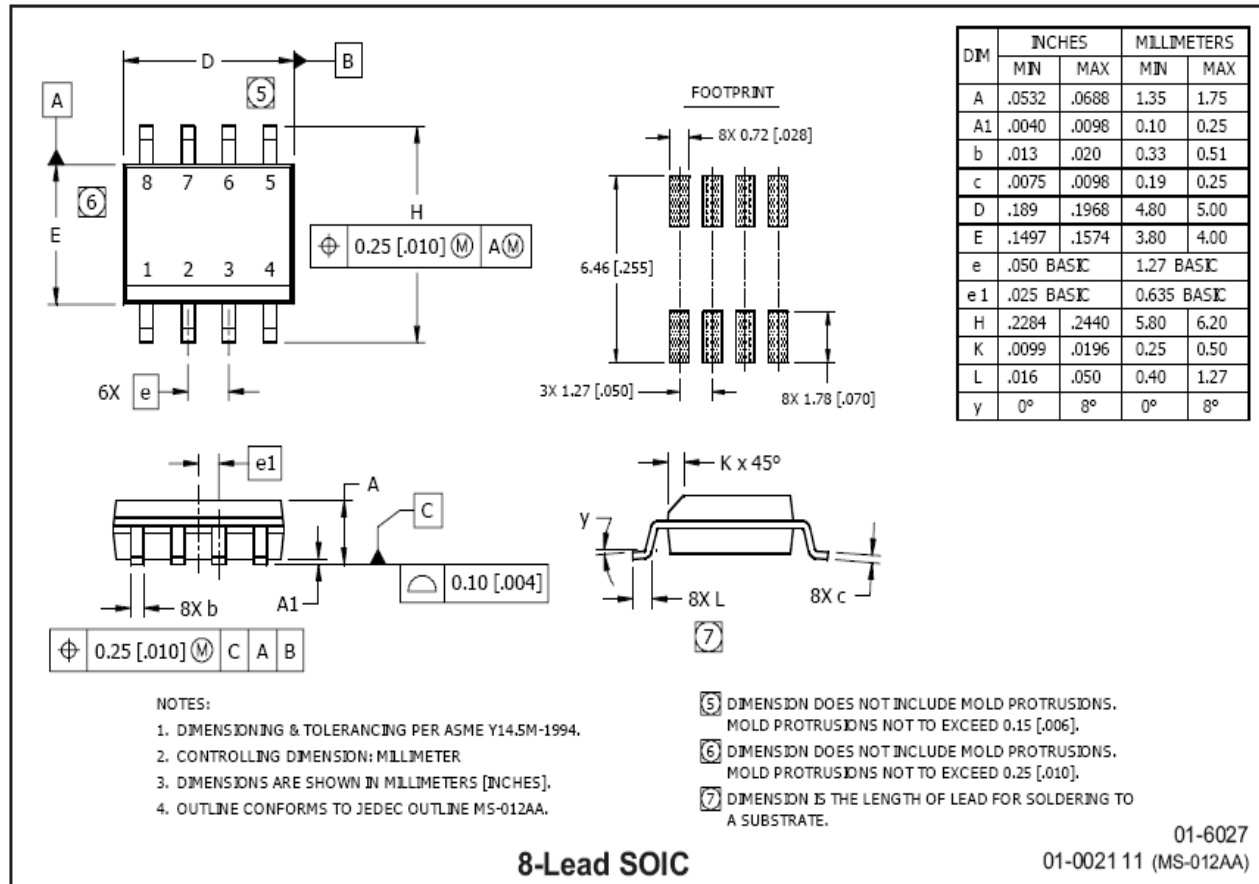 D
B
A
5
FOOTPRINT
8X 0.72 [.028]
8 7 6 5
6
E
H
0.25 [.010] M A M
1 2 3 4
6.46 [.255]
6X e
3X 1.27 [.050]
8X 1.78 [.070]
DIM INCHES MILLIMETERS
MIN MAX MIN MAX
A .0532 .0688 1.35 1.75
A1 .0040 .0098 0.10 0.25
b .013 .020 0.33 0.51
c .0075 .0098 0.19 0.25
D .189 .1968 4.80 5.00
E .1497 .1574 3.80 4.00
e .050 BASIC 1.27 BASIC
e1 .025 BASIC 0.635 BASIC
H .2284 .2440 5.80 6.20
K .0099 .0196 0.25 0.50
L .016 .050 0.40 1.27
y 0° 8° 0° 8°
e1
A
C
0.10 [.004]
8X b
A1
0.25 [.010] M C A B
K x 45°
y
8X L
8X c
7
NOTES:
1. DIMENSIONING & TOLERANCING PER ASME Y14.5M-1994.
2. CONTROLLING DIMENSION: MILLIMETER
3. DIMENSIONS ARE SHOWN IN MILLIMETERS [INCHES].
4. OUTLINE CONFORMS TO JEDEC OUTLINE MS-012AA.
5 DIMENSION DOES NOT INCLUDE MOLD PROTRUSIONS.
MOLD PROTRUSIONS NOT TO EXCEED 0.15 [.006].
6 DIMENSION DOES NOT INCLUDE MOLD PROTRUSIONS.
MOLD PROTRUSIONS NOT TO EXCEED 0.25 [.010].
7 DIMENSION IS THE LENGTH OF LEAD FOR SOLDERING TO
A SUBSTRATE.
8-Lead SOIC
01-6027
01-0021 11 (MS-012AA)